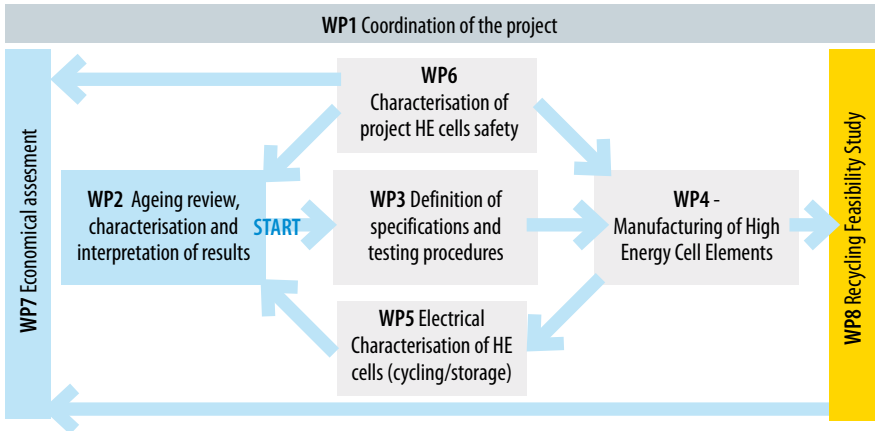 WP1 Coordination of the project
WP7 Economical assesment
WP6
Characterisation of
project HE cells safety
WP2 Ageing review,
characterisation and
interpretation of results
START
WP3 Definition of
specifications and
testing procedures
WP4 -
Manufacturing of High
Energy Cell Elements
WP5 Electrical
Characterisation of HE
cells (cycling/storage)
WP8 Recycling Feasibility Study